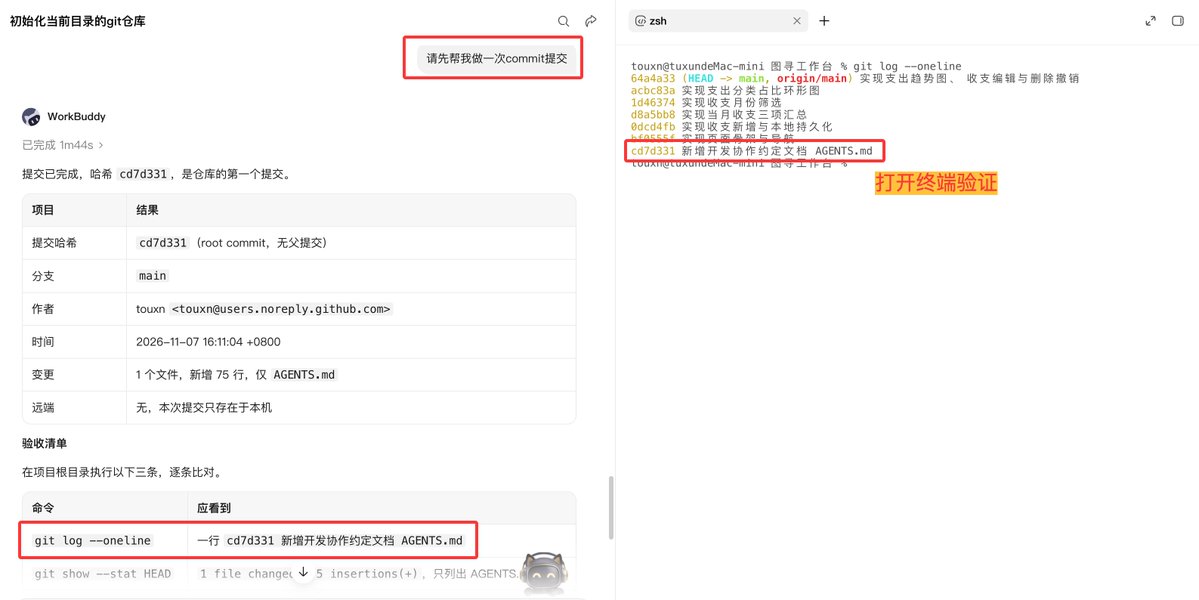 初始化当前目录的git仓库
请先帮我做一次commit提交
WorkBuddy
已完成 1m44s >
提交已完成，哈希 cd7d331，是仓库的第一个提交。
项目 结果
提交哈希 cd7d331 (root commit，无父提交)
分支 main
作者 touxn <touxn@users.noreply.github.com>
时间 2026-11-07 16:11:04 +0800
变更 1 个文件，新增 75 行，仅 AGENTS.md
远端 无，本次提交只存在于本机
验收清单
在项目根目录执行以下三条，逐条比对。
命令 应看到
git log --oneline 一行 cd7d331 新增开发协作约定文档 AGENTS.md
git show --stat HEAD 1 file change 5 insertions(+)，只列出 AGENTS.
zsh
touxn@tuxundeMac-mini 图寻工作台 % git log --oneline
64a4a33 (HEAD -> main, origin/main) 实现支出趋势图、 收支编辑与删除撤销
acbc83a 实现支出分类占比环形图
1d46374 实现收支月份筛选
d8a5bb8 实现当月收支三项汇总
0dcd4fb 实现收支新增与本地持久化
bf0555f 实现页面骨架与导航
cd7d331 新增开发协作约定文档 AGENTS.md
touxn@tuxundeMac-mini 图寻工作台 %
打开终端验证